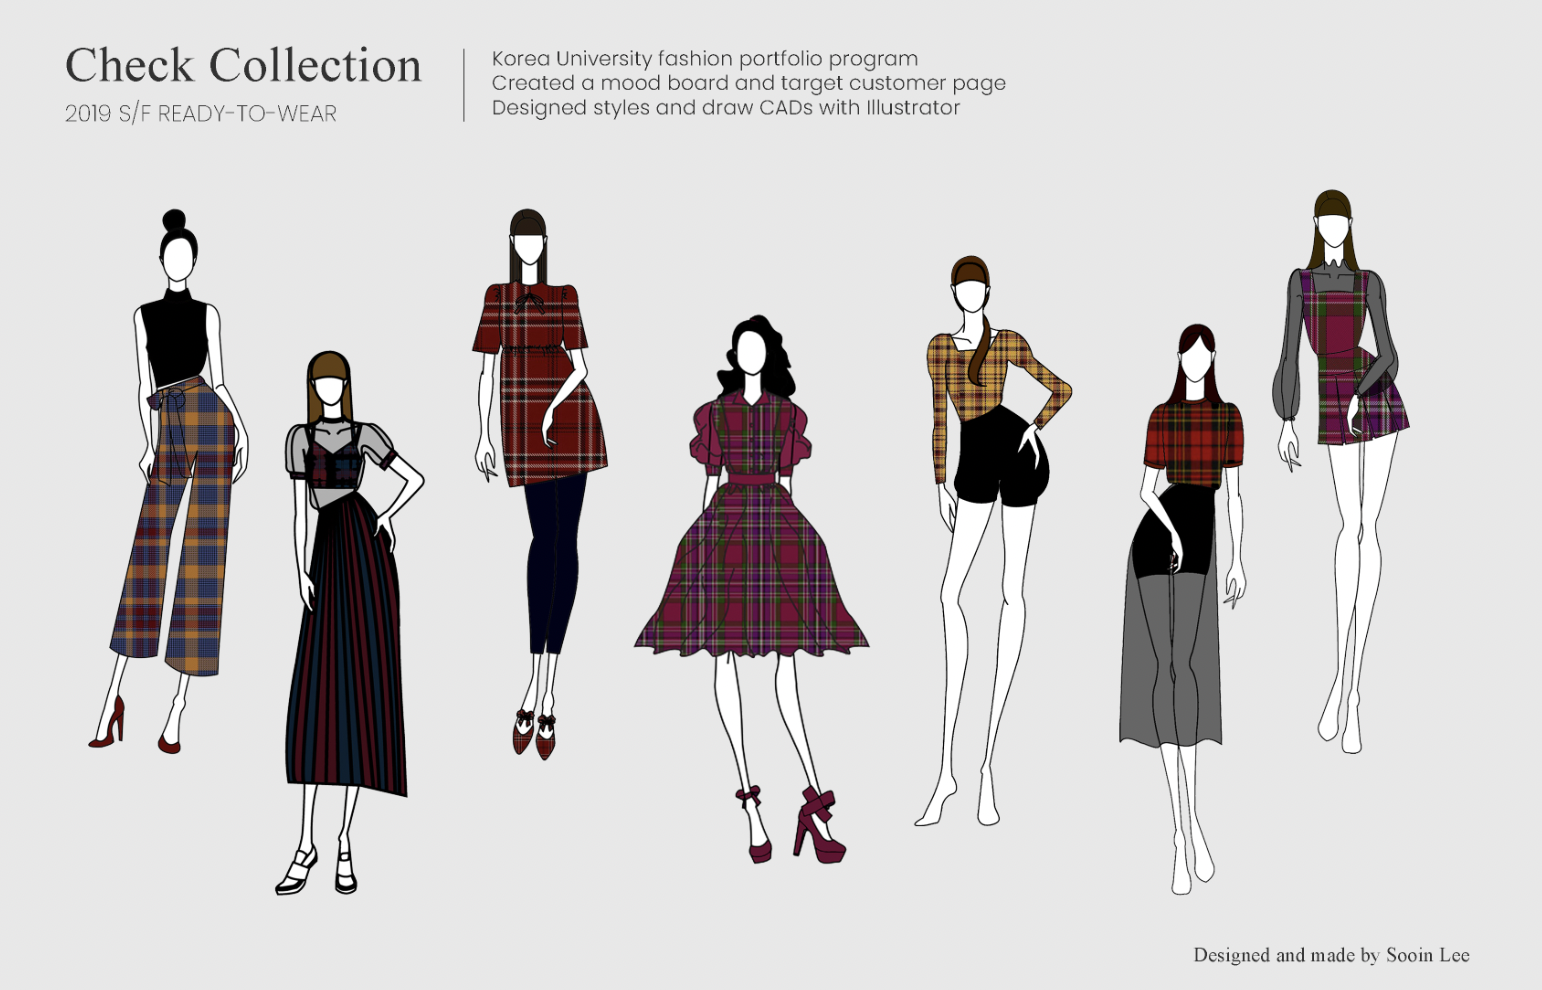 Check Collection
2019 S/F READY-TO-WEAR
Korea University fashion portfolio program
Created a mood board and target customer page
Designed styles and draw CADs with Illustrator
Designed and made by Sooin Lee